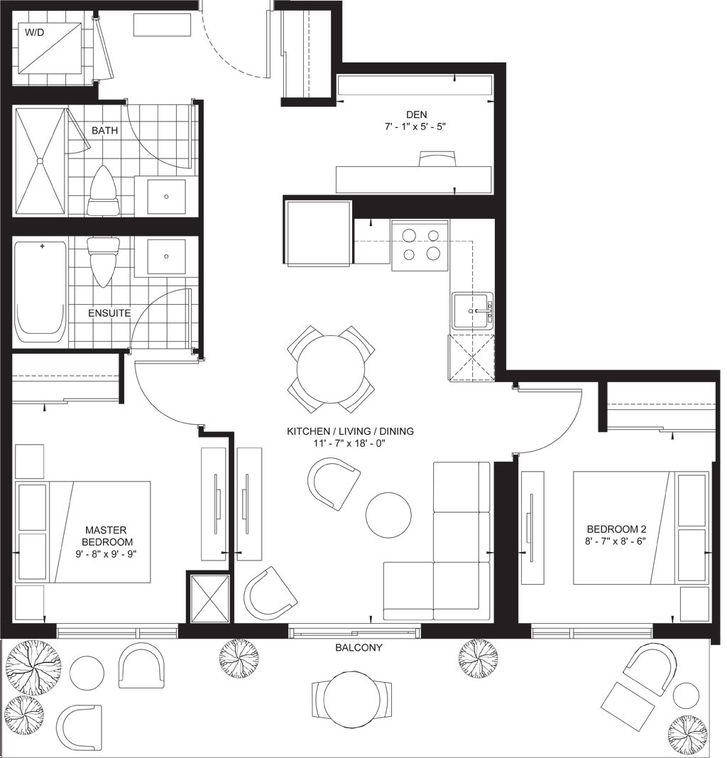 W/D
DEN
7' - 1" x 5' - 5"
BATH
ENSUITE
KITCHEN / LIVING / DINING
11' - 7" x 18' - 0"
MASTER
BEDROOM
9' - 8" x 9' - 9"
BEDROOM 2
8' - 7" x 8' - 6"
BALCONY